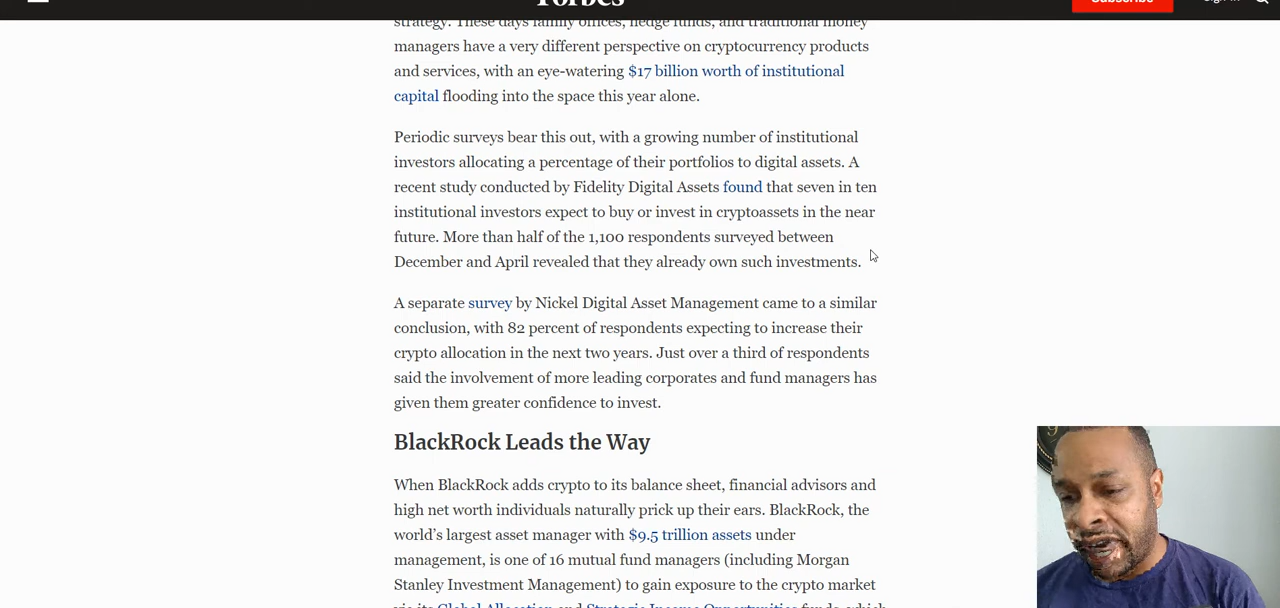 Forbes
Subscribe
strategy. These days family offices, hedge funds, and traditional money
managers have a very different perspective on cryptocurrency products
and services, with an eye-watering $17 billion worth of institutional
capital flooding into the space this year alone.
Periodic surveys bear this out, with a growing number of institutional
investors allocating a percentage of their portfolios to digital assets. A
recent study conducted by Fidelity Digital Assets found that seven in ten
institutional investors expect to buy or invest in cryptoassets in the near
future. More than half of the 1,100 respondents surveyed between
December and April revealed that they already own such investments.
A separate survey by Nickel Digital Asset Management came to a similar
conclusion, with 82 percent of respondents expecting to increase their
crypto allocation in the next two years. Just over a third of respondents
said the involvement of more leading corporates and fund managers has
given them greater confidence to invest.
BlackRock Leads the Way
When BlackRock adds crypto to its balance sheet, financial advisors and
high net worth individuals naturally prick up their ears. BlackRock, the
world's largest asset manager with $9.5 trillion assets under
management, is one of 16 mutual fund managers (including Morgan
Stanley Investment Management) to gain exposure to the crypto market
via its Global Allocation and Strategic Income Opportunities funds, which